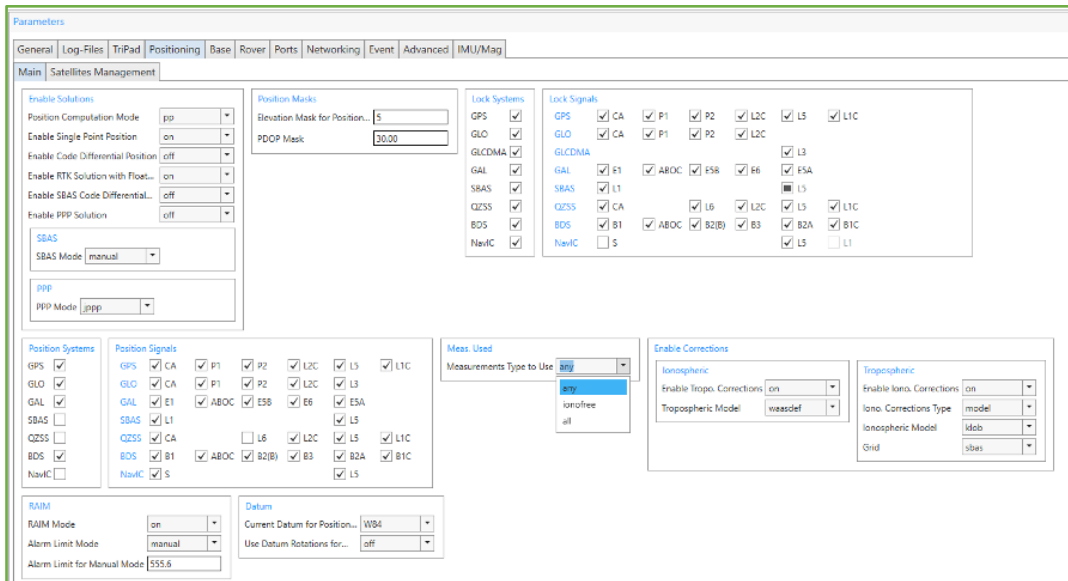 Parameters
General Log-Files TriPad Positioning Base Rover Ports Networking Event Advanced IMU/Mag
Main Satellites Management
Enable Solutions
Position Computation Mode pp
Enable Single Point Position on
Enable Code Differential Position off
Enable RTK Solution with Float... on
Enable SBAS Code Differential... off
Enable PPP Solution off
SBAS
SBAS Mode manual
PPP
PPP Mode jppp
Position Masks
Elevation Mask for Position... 5
PDOP Mask 30.00
Lock Systems
GPS
GLO
GLCDMA
GAL
SBAS
QZSS
BDS
NavIC
Lock Signals
GPS CA P1 P2 L2C L5 L1C
GLO CA P1 P2 L2C
GLCDMA L3
GAL E1 ABOC E5B E6 E5A
SBAS L1 L5
QZSS CA L6 L2C L5 L1C
BDS B1 ABOC B2(B) B3 B2A B1C
NavIC S L5 L1
Position Systems
GPS
GLO
GAL
SBAS
QZSS
BDS
NavIC
Position Signals
GPS CA P1 P2 L2C L5 L1C
GLO CA P1 P2 L2C L3
GAL E1 ABOC E5B E6 E5A
SBAS L1 L5
QZSS CA L6 L2C L5 L1C
BDS B1 ABOC B2(B) B3 B2A B1C
NavIC S L5
Meas. Used
Measurements Type to Use any
any
ionofree
all
Enable Corrections
Ionospheric
Enable Tropo. Corrections on
Tropospheric Model waasdef
Tropospheric
Enable Iono. Corrections on
Iono. Corrections Type model
Ionospheric Model klob
Grid sbas
RAIM
RAIM Mode on
Alarm Limit Mode manual
Alarm Limit for Manual Mode 555.6
Datum
Current Datum for Position... W84
Use Datum Rotations for... off